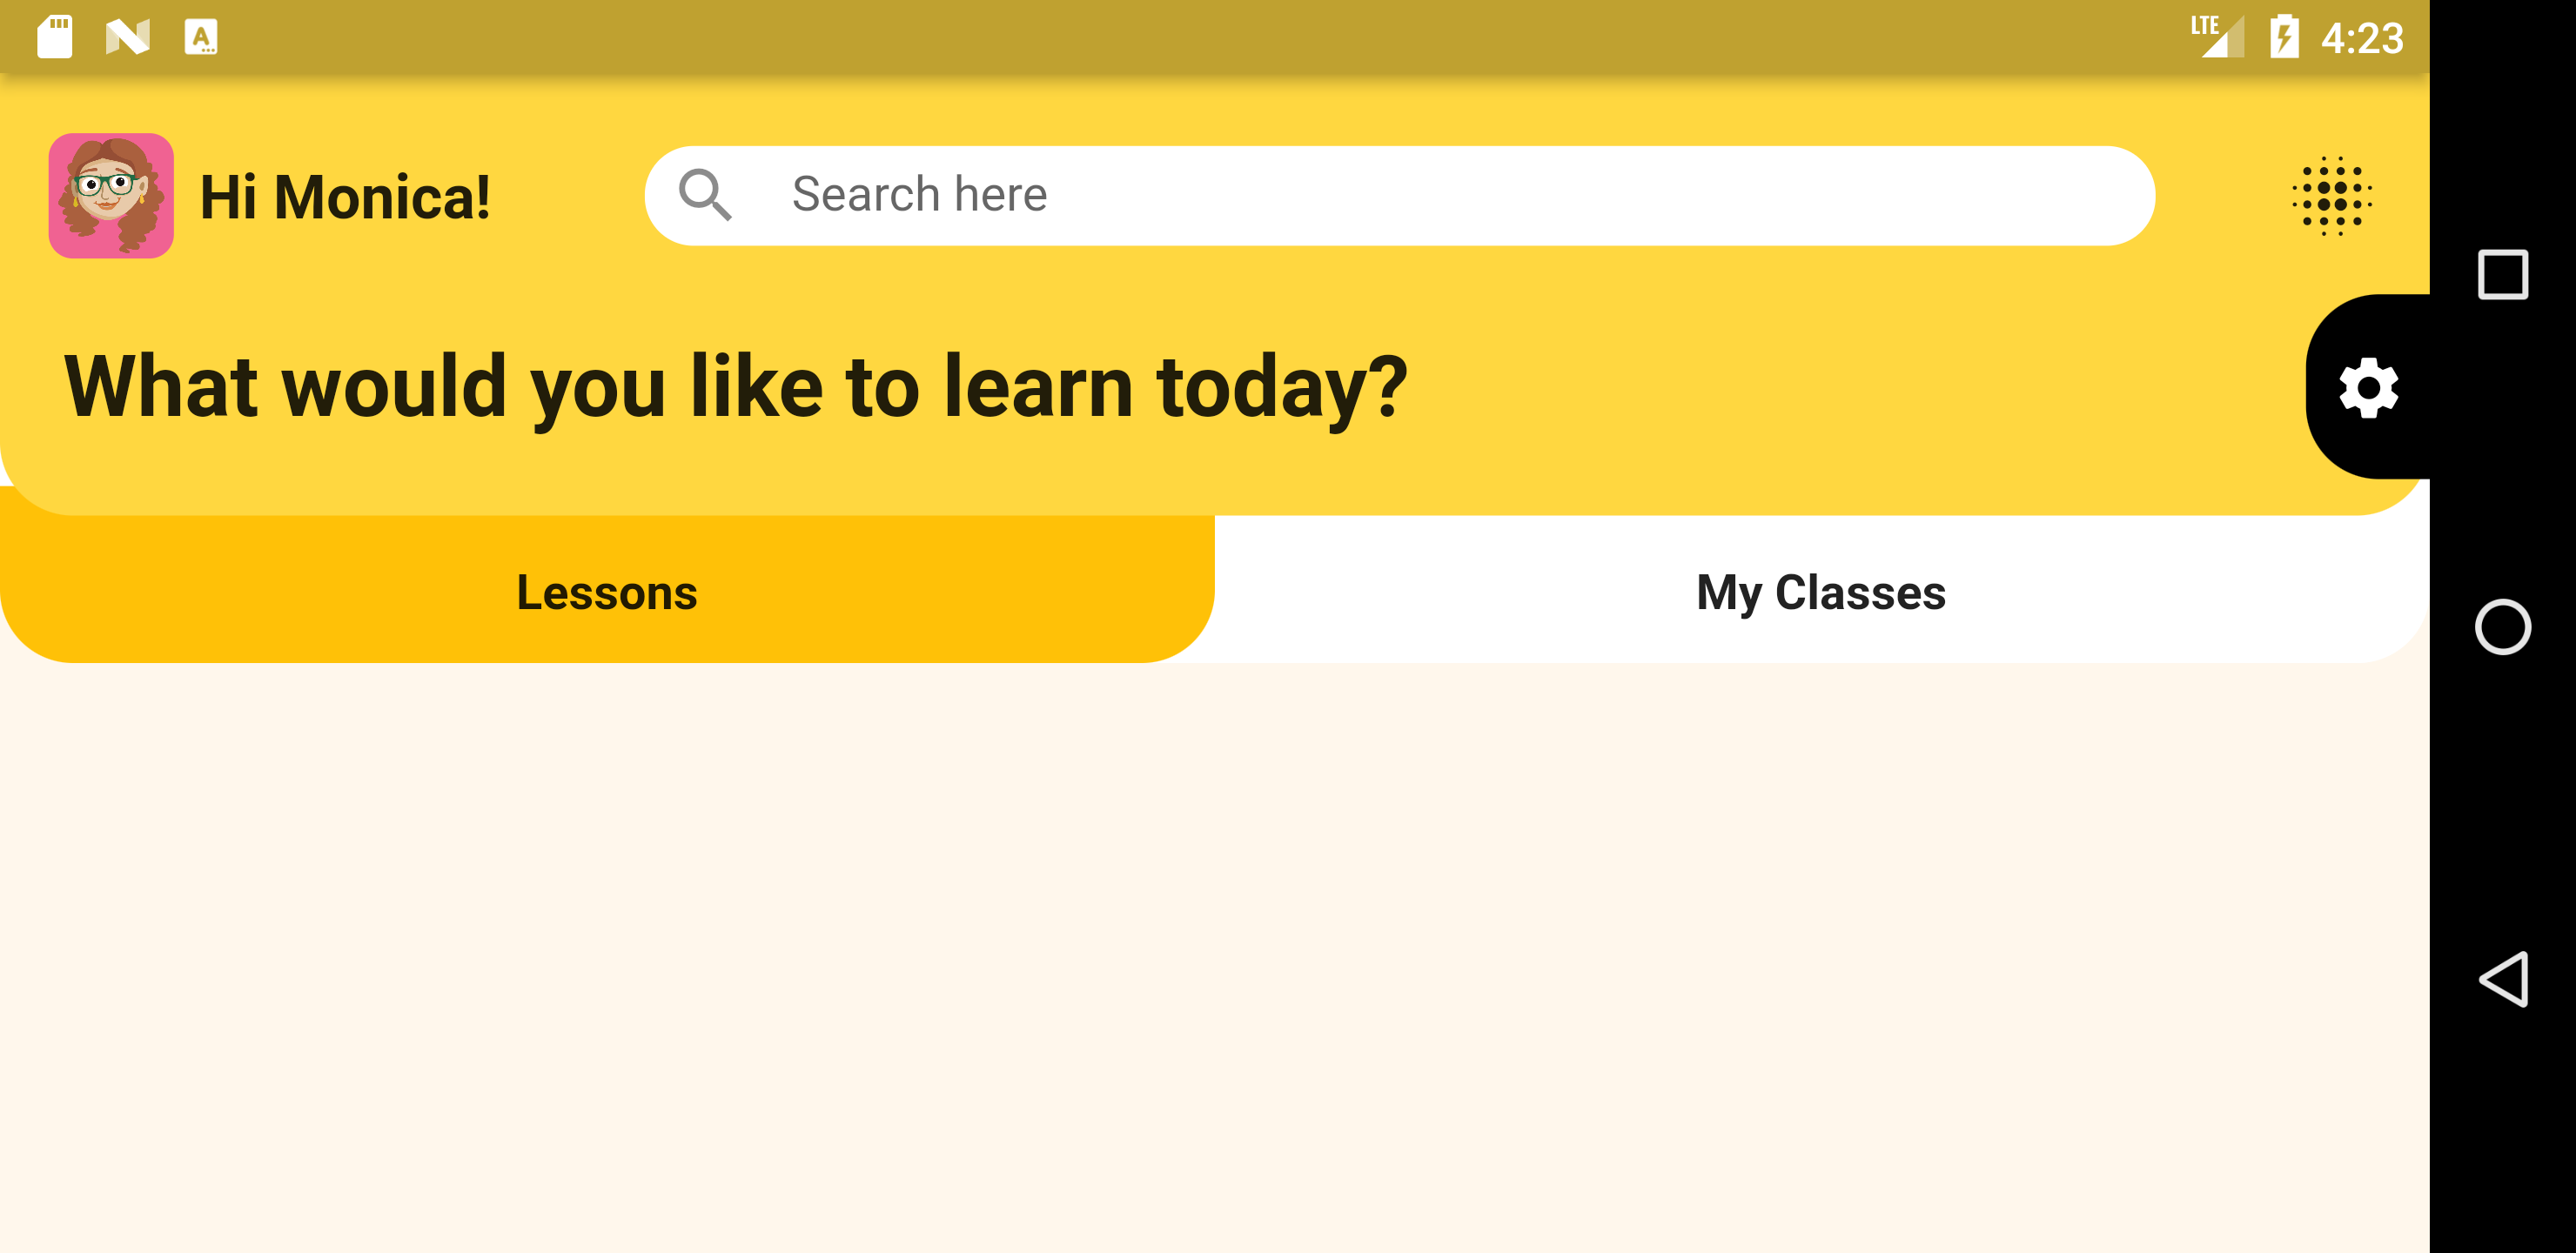 LTE 4:23
Hi Monica!
Search here
What would you like to learn today?
Lessons
My Classes